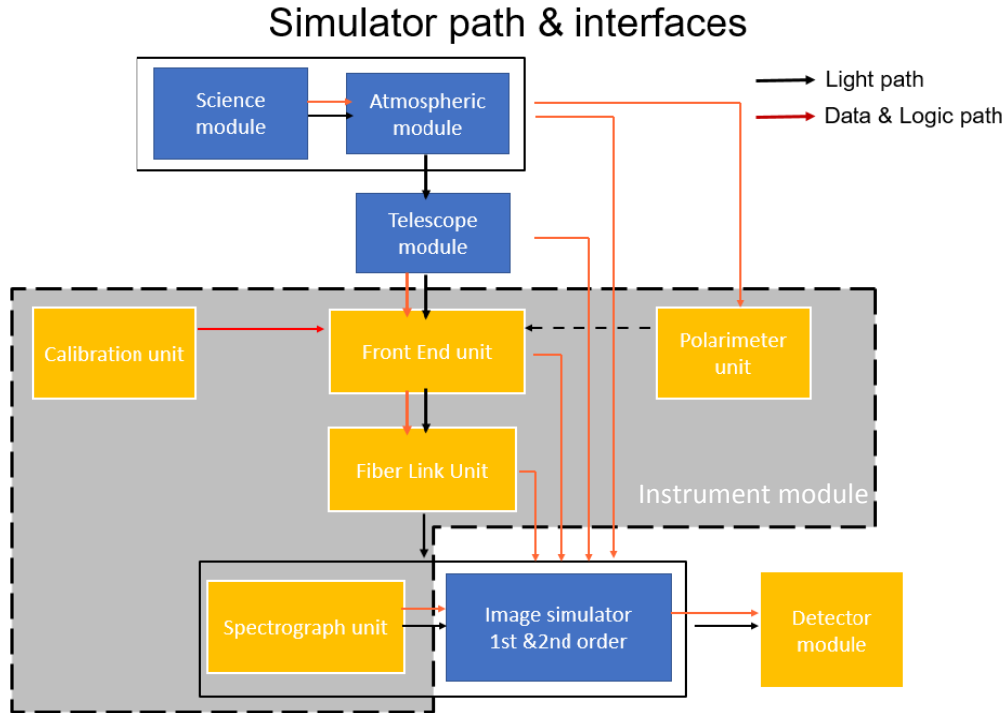 Simulator path & interfaces
Science
module
Atmospheric
module
Light path
Data & Logic path
Telescope
module
Calibration unit
Front End unit
Polarimeter
unit
Fiber Link Unit
Instrument module
Spectrograph unit
Image simulator
1st &2nd order
Detector
module